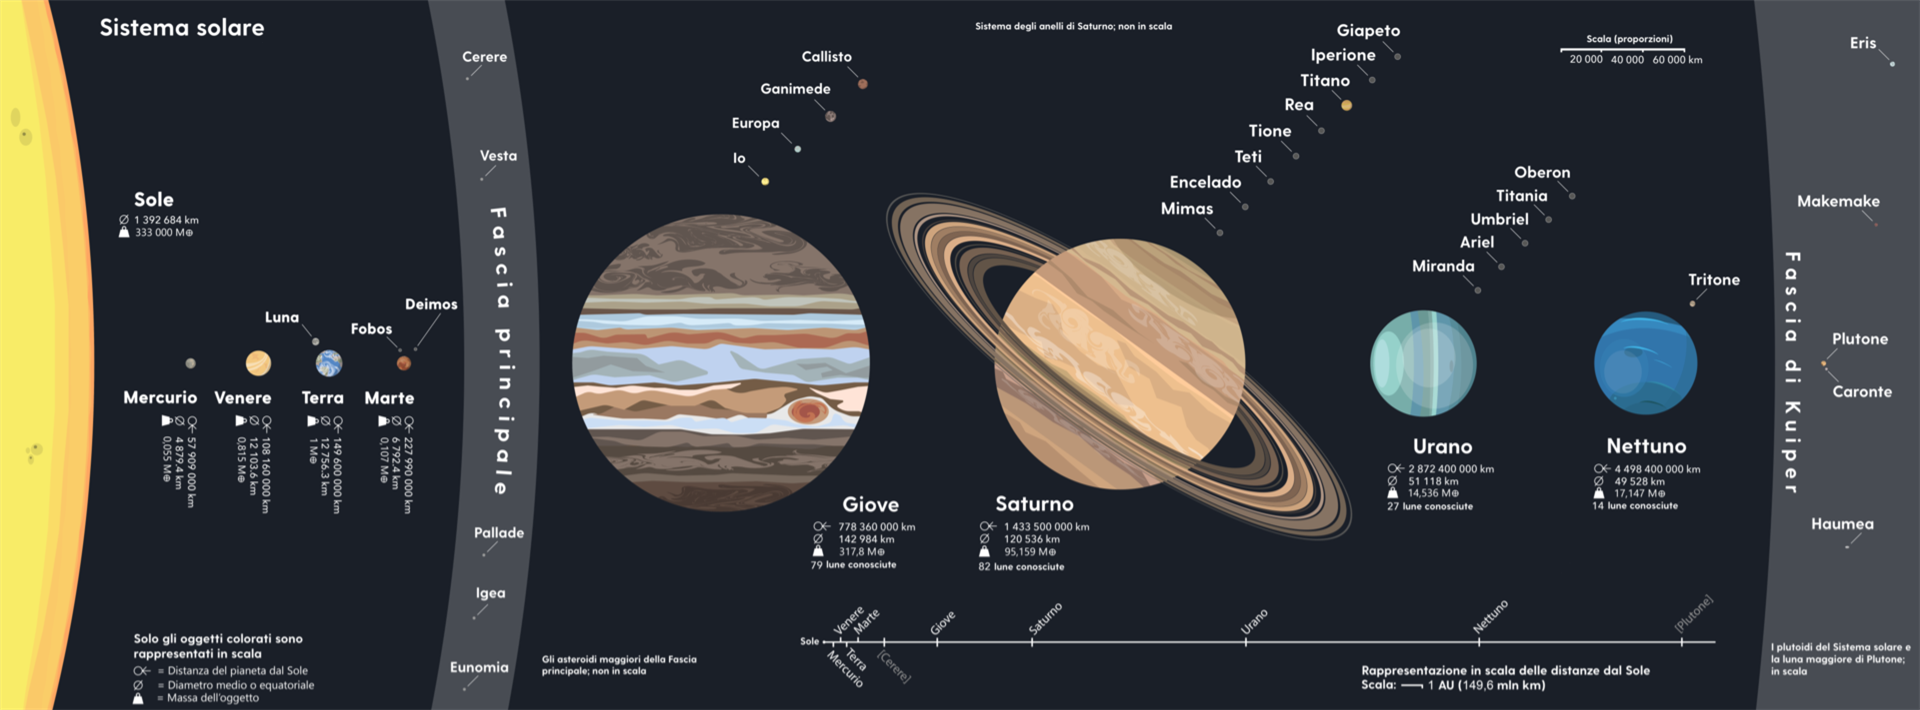 Sistema solare
Sole
1 392 684 km
333 000 M⊕
Luna
Fobos
Deimos
Mercurio
57 909 000 km
4 879.4 km
0,055 M⊕
Venere
108 160 000 km
12 103.6 km
0,815 M⊕
Terra
149 600 000 km
12 756.3 km
1 M⊕
Marte
227 990 000 km
6 792.4 km
0,107 M⊕
Solo gli oggetti colorati sono
rappresentati in scala
= Distanza del pianeta dal Sole
= Diametro medio o equatoriale
= Massa dell'oggetto
Cerere
Vesta
Fascia principale
Pallade
Igea
Eunomia
Gli asteroidi maggiori della Fascia
principale; non in scala
Callisto
Ganimede
Europa
Io
Giove
778 360 000 km
142 984 km
317,8 M⊕
79 lune conosciute
Sistema degli anelli di Saturno; non in scala
Giapeto
Iperione
Titano
Rea
Tione
Teti
Encelado
Mimas
Saturno
1 433 500 000 km
120 536 km
95,159 M⊕
82 lune conosciute
Scala (proporzioni)
20 000 40 000 60 000 km
Oberon
Titania
Umbriel
Ariel
Miranda
Urano
2 872 400 000 km
51 118 km
14,536 M⊕
27 lune conosciute
Tritone
Nettuno
4 498 400 000 km
49 528 km
17,147 M⊕
14 lune conosciute
Sole
Mercurio
Venere
Terra
Marte
[Cerere]
Giove
Saturno
Urano
Nettuno
[Plutone]
Rappresentazione in scala delle distanze dal Sole
Scala: 1 AU (149,6 mln km)
Eris
Makemake
Fascia di Kuiper
Plutone
Caronte
Haumea
I plutoidi del Sistema solare e
la luna maggiore di Plutone;
in scala